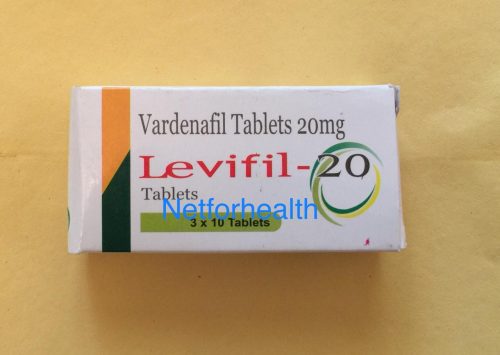 Vardenafil Tablets 20mg
Levifil-20
Tablets
Netforhealth
3 x 10 Tablets